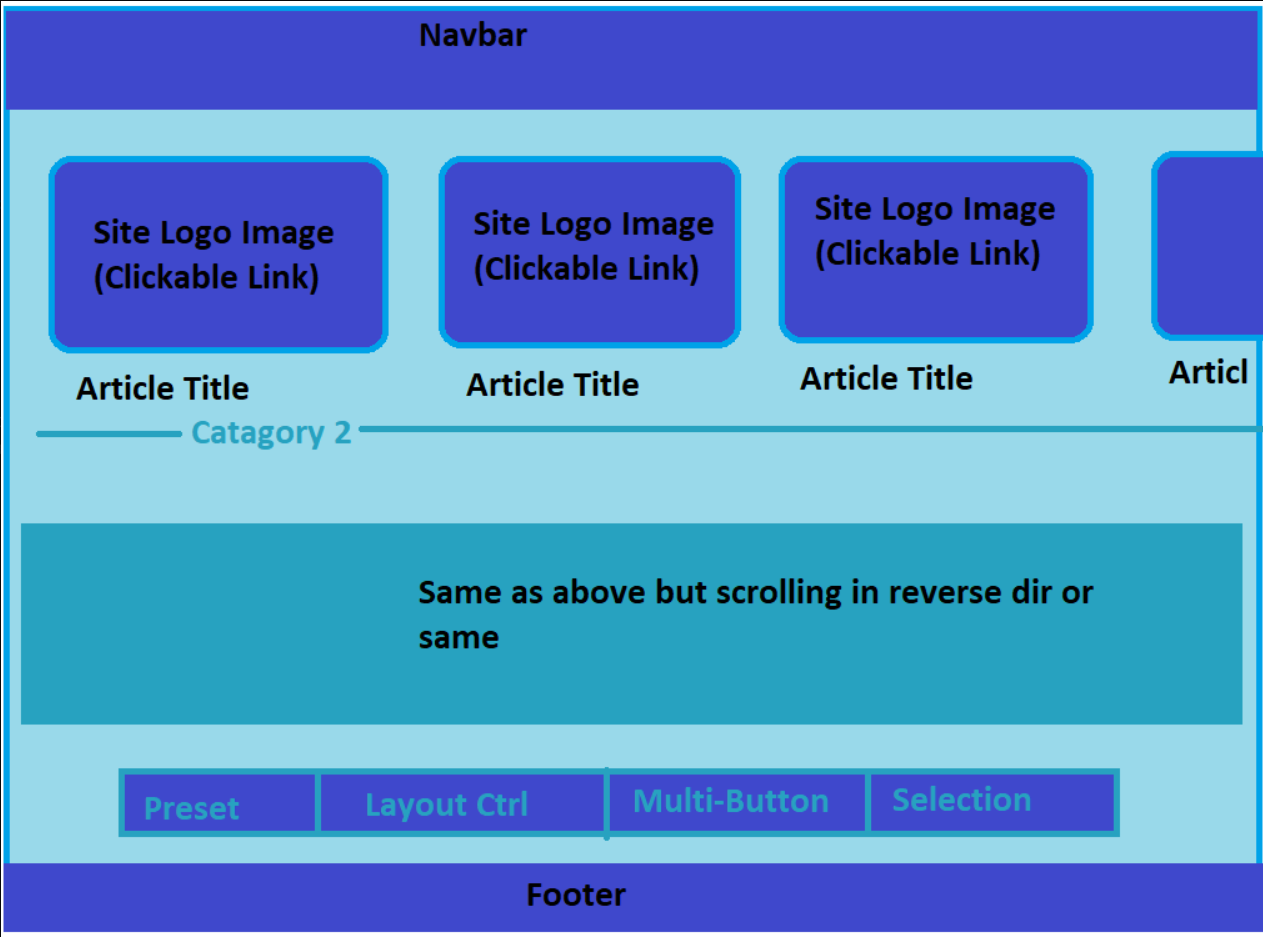 Navbar
Site Logo Image
(Clickable Link)
Site Logo Image
(Clickable Link)
Site Logo Image
(Clickable Link)
Article Title
Article Title
Article Title
Articl
Catagory 2
Same as above but scrolling in reverse dir or
same
Preset
Layout Ctrl
Multi-Button
Selection
Footer